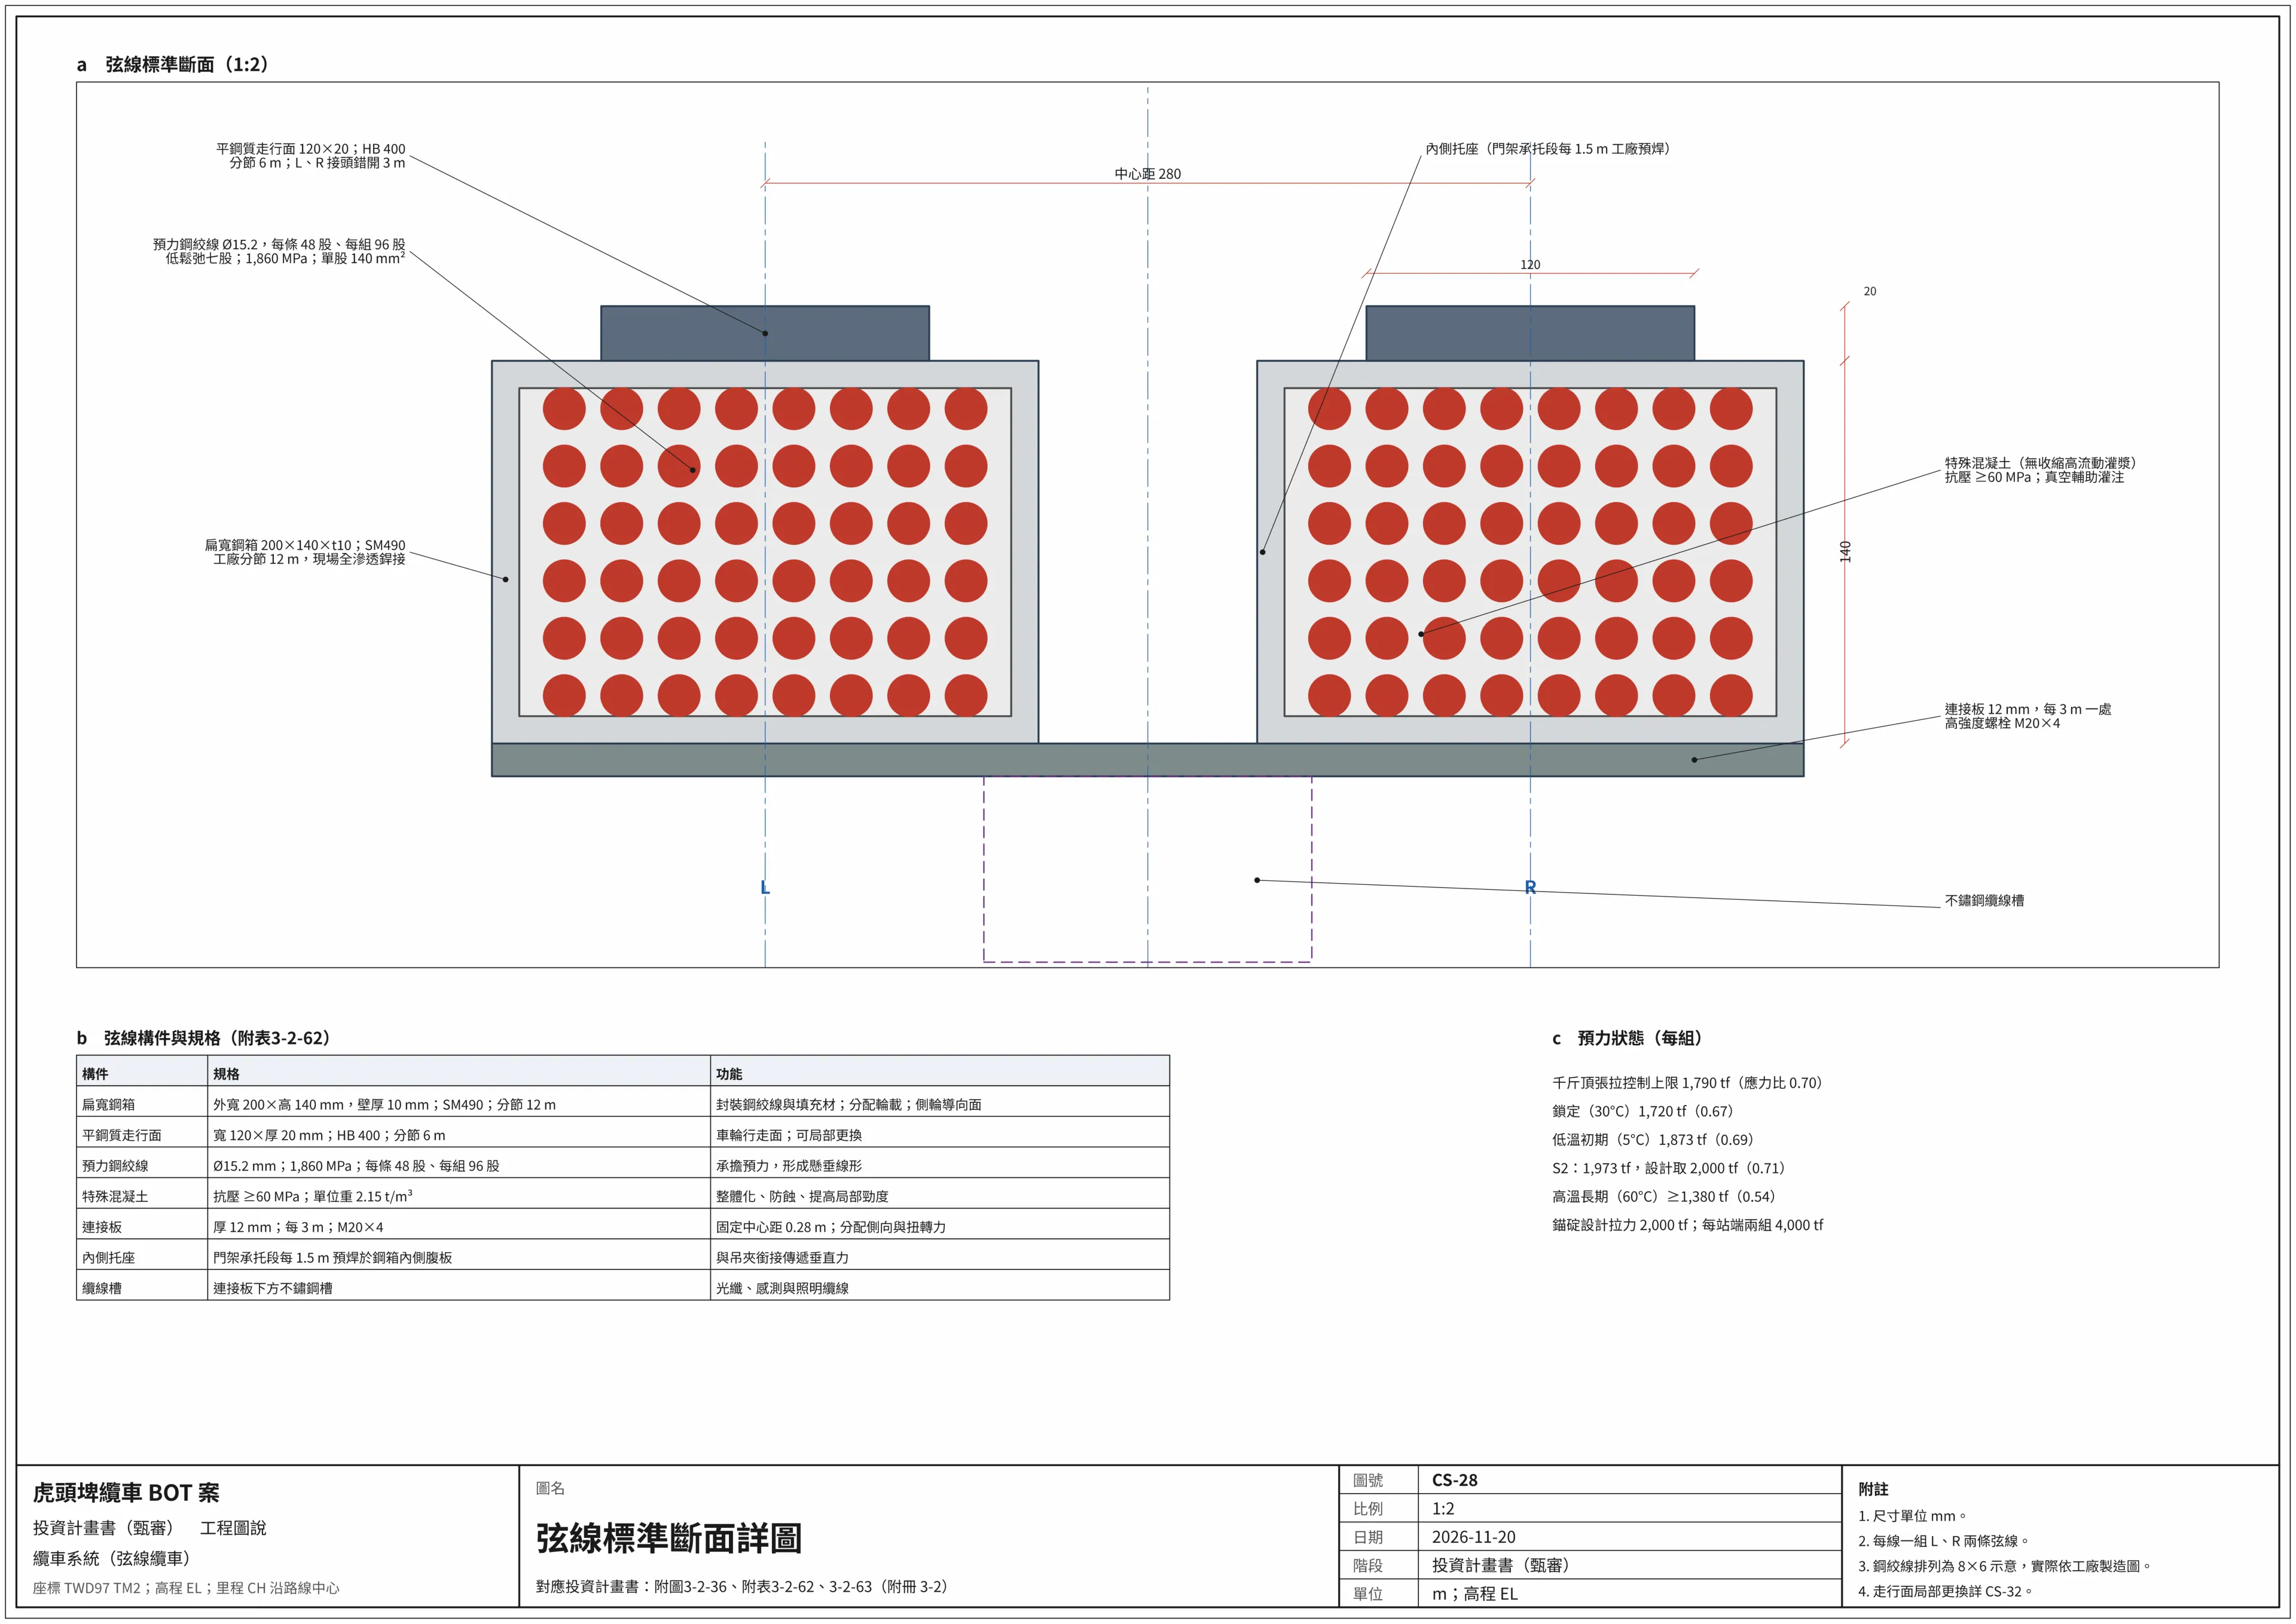 a 弦線標準斷面（1:2）
平鋼質走行面 120×20；HB 400
分節 6 m；L、R 接頭錯開 3 m
內側托座（門架承托段每 1.5 m 工廠預焊）
中心距 280
預力鋼絞線 Ø15.2，每條 48 股、每組 96 股
低鬆弛七股；1,860 MPa；單股 140 mm²
120
20
特殊混凝土（無收縮高流動灌漿）
抗壓 ≥60 MPa；真空輔助灌注
扁寬鋼箱 200×140×t10；SM490
工廠分節 12 m，現場全滲透銲接
140
連接板 12 mm，每 3 m 一處
高強度螺栓 M20×4
L
R
不鏽鋼纜線槽
b 弦線構件與規格（附表3-2-62）
構件 規格 功能
扁寬鋼箱 外寬 200×高 140 mm，壁厚 10 mm；SM490；分節 12 m 封裝鋼絞線與填充材；分配輪載；側輪導向面
平鋼質走行面 寬 120×厚 20 mm；HB 400；分節 6 m 車輪行走面；可局部更換
預力鋼絞線 Ø15.2 mm；1,860 MPa；每條 48 股、每組 96 股 承擔預力，形成懸垂線形
特殊混凝土 抗壓 ≥60 MPa；單位重 2.15 t/m³ 整體化、防蝕、提高局部勁度
連接板 厚 12 mm；每 3 m；M20×4 固定中心距 0.28 m；分配側向與扭轉力
內側托座 門架承托段每 1.5 m 預焊於鋼箱內側腹板 與吊夾銜接傳遞垂直力
纜線槽 連接板下方不鏽鋼槽 光纖、感測與照明纜線
c 預力狀態（每組）
千斤頂張拉控制上限 1,790 tf（應力比 0.70）
鎖定（30°C）1,720 tf（0.67）
低溫初期（5°C）1,873 tf（0.69）
S2：1,973 tf，設計取 2,000 tf（0.71）
高溫長期（60°C）≥1,380 tf（0.54）
錨碇設計拉力 2,000 tf；每站端兩組 4,000 tf
虎頭埤纜車 BOT 案
投資計畫書（甄審） 工程圖說
纜車系統（弦線纜車）
座標 TWD97 TM2；高程 EL；里程 CH 沿路線中心
圖名
弦線標準斷面詳圖
對應投資計畫書：附圖3-2-36、附表3-2-62、3-2-63（附冊 3-2）
圖號 CS-28
比例 1:2
日期 2026-11-20
階段 投資計畫書（甄審）
單位 m；高程 EL
附註
1. 尺寸單位 mm。
2. 每線一組 L、R 兩條弦線。
3. 鋼絞線排列為 8×6 示意，實際依工廠製造圖。
4. 走行面局部更換詳 CS-32。